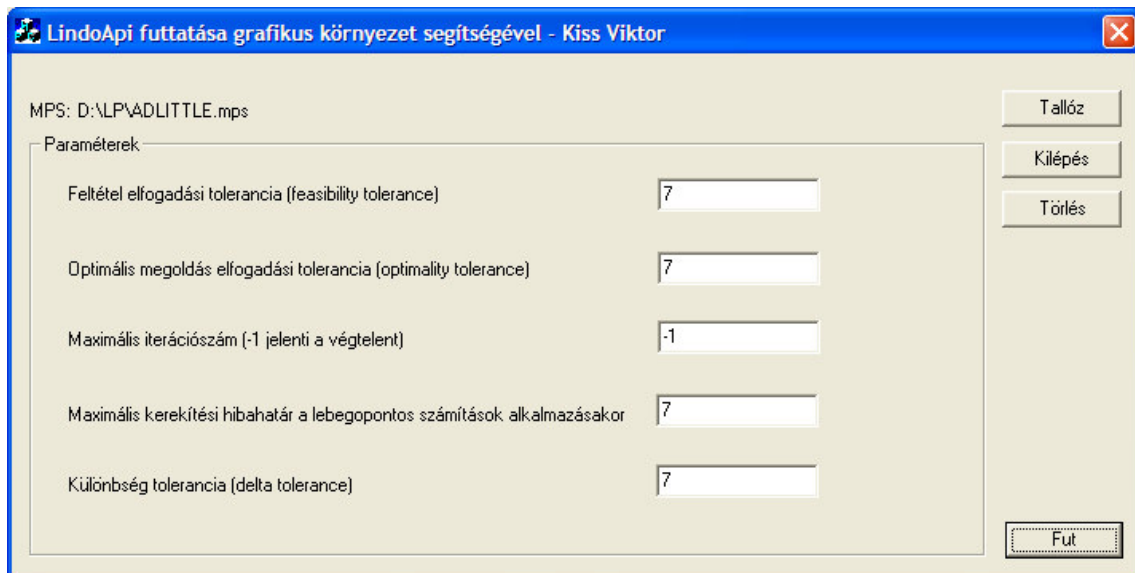 LindoApi futtatása grafikus környezet segítségével - Kiss Viktor
MPS: D:\LP\ADLITTLE.mps
Tallóz
Paraméterek
Kilépés
Feltétel elfogadási tolerancia (feasibility tolerance) 7
Törlés
Optimális megoldás elfogadási tolerancia (optimality tolerance) 7
Maximális iterációszám (-1 jelenti a végtelent) -1
Maximális kerekítési hibahatár a lebegopontos számítások alkalmazásakor 7
Különbség tolerancia (delta tolerance) 7
Fut